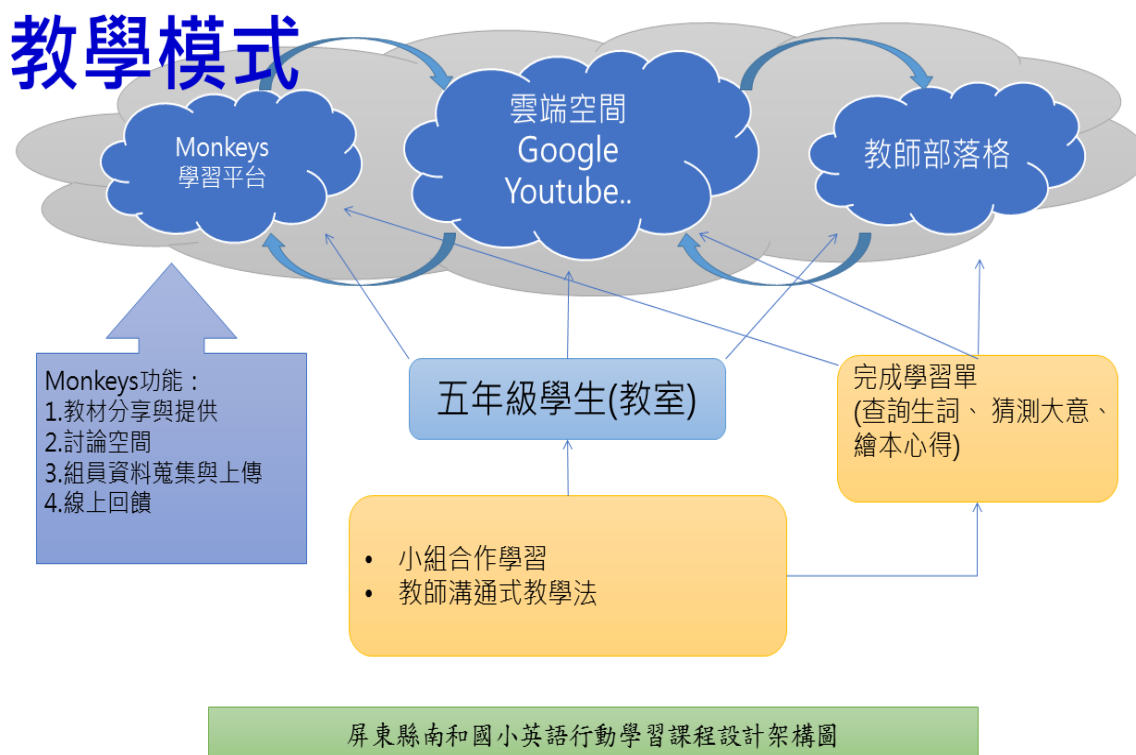 教學模式
Monkeys
學習平台
雲端空間
Google
Youtube..
教師部落格
Monkeys功能：
1.教材分享與提供
2.討論空間
3.組員資料蒐集與上傳
4.線上回饋
五年級學生(教室)
完成學習單
(查詢生詞、 猜測大意、
繪本心得)
• 小組合作學習
• 教師溝通式教學法
屏東縣南和國小英語行動學習課程設計架構圖